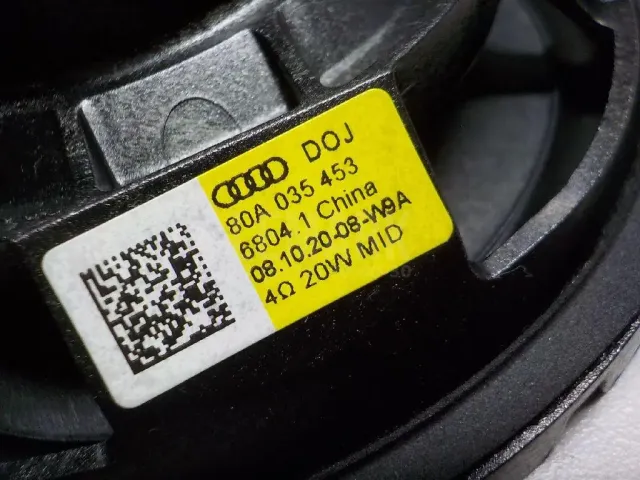 DOJ
80A 035 453
6804.1 China
08.10.20-08-W9A
4Ω 20W MID